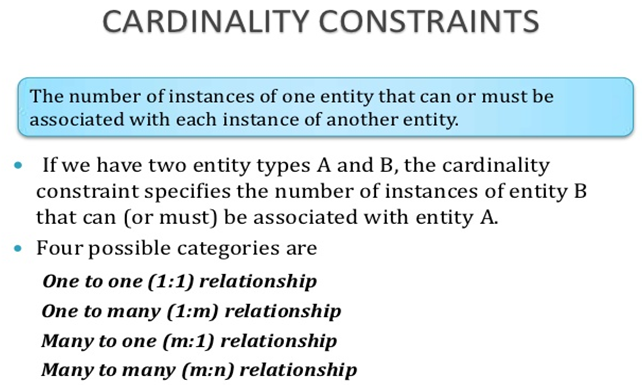 CARDINALITY CONSTRAINTS
The number of instances of one entity that can or must be
associated with each instance of another entity.
• If we have two entity types A and B, the cardinality
constraint specifies the number of instances of entity B
that can (or must) be associated with entity A.
• Four possible categories are
One to one (1:1) relationship
One to many (1:m) relationship
Many to one (m:1) relationship
Many to many (m:n) relationship